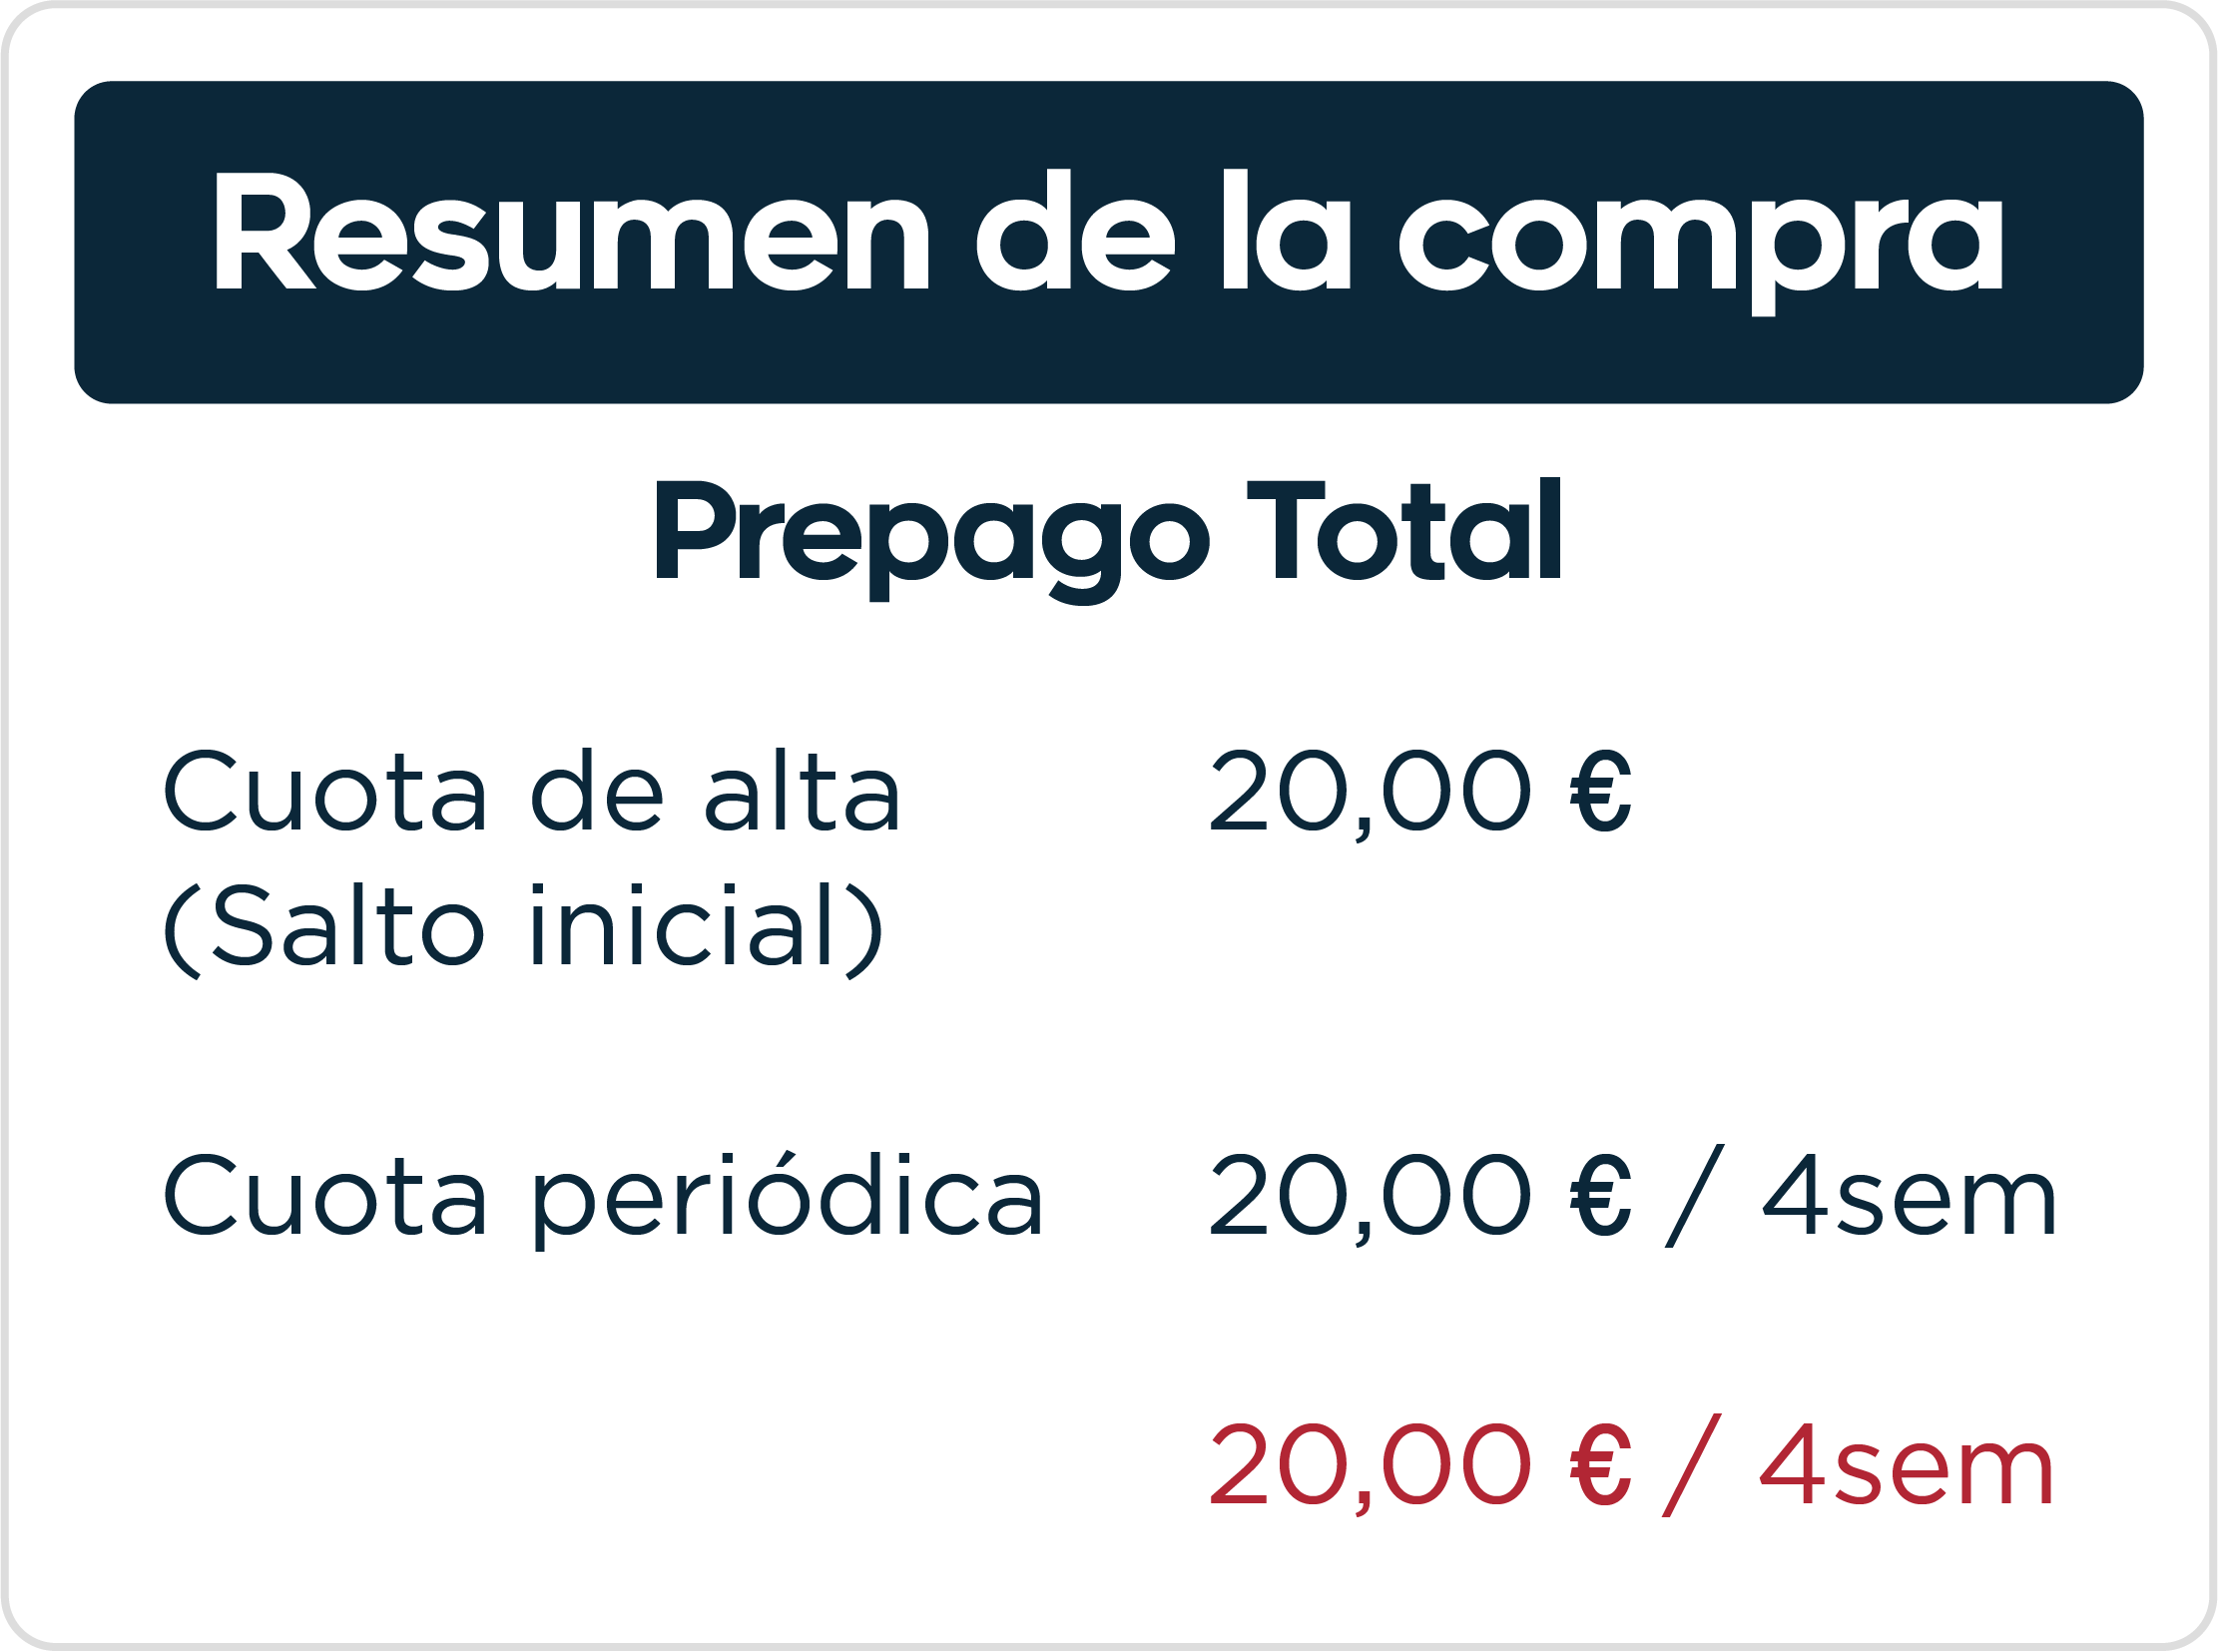 Resumen de la compra
Prepago Total
Cuota de alta 20,00 €
(Salto inicial)
Cuota periódica 20,00 € / 4sem
20,00 € / 4sem